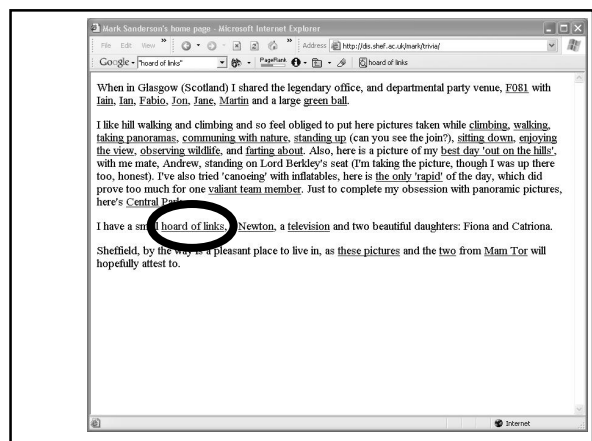 Mark Sanderson's home page - Microsoft Internet Explorer
File Edit View » Address http://dis.shef.ac.uk/mark/trivia/
Google - "hoard of links" PageRank hoard of links
When in Glasgow (Scotland) I shared the legendary office, and departmental party venue, F081 with
Iain, Ian, Fabio, Jon, Jane, Martin and a large green ball.
I like hill walking and climbing and so feel obliged to put here pictures taken while climbing, walking,
taking panoramas, communing with nature, standing up (can you see the join?), sitting down, enjoying
the view, observing wildlife, and farting about. Also, here is a picture of my best day 'out on the hills',
with me mate, Andrew, standing on Lord Berkley's seat (I'm taking the picture, though I was up there
too, honest). I've also tried 'canoeing' with inflatables, here is the only 'rapid' of the day, which did
prove too much for one valiant team member. Just to complete my obsession with panoramic pictures,
here's Central
I have a hoard of links, Newton, a television and two beautiful daughters: Fiona and Catriona.
Sheffield, by the way is a pleasant place to live in, as these pictures and the two from Mam Tor will
hopefully attest to.
Internet